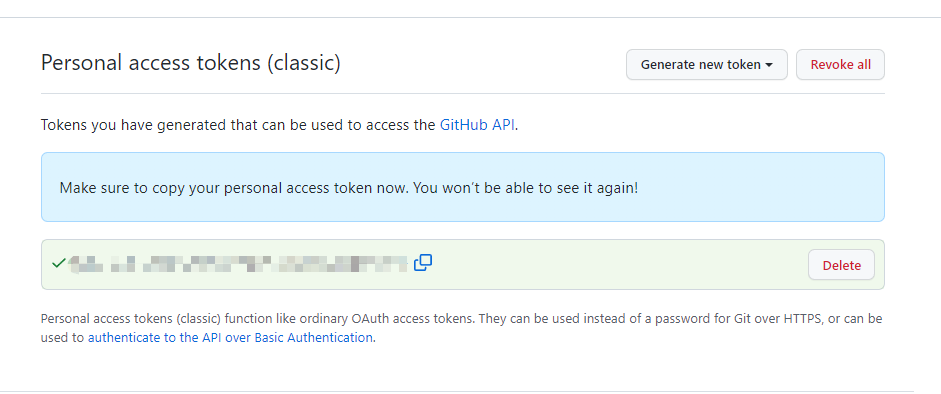 Personal access tokens (classic)
Generate new token
Revoke all
Tokens you have generated that can be used to access the GitHub API.
Make sure to copy your personal access token now. You won’t be able to see it again!
Delete
Personal access tokens (classic) function like ordinary OAuth access tokens. They can be used instead of a password for Git over HTTPS, or can be
used to authenticate to the API over Basic Authentication.